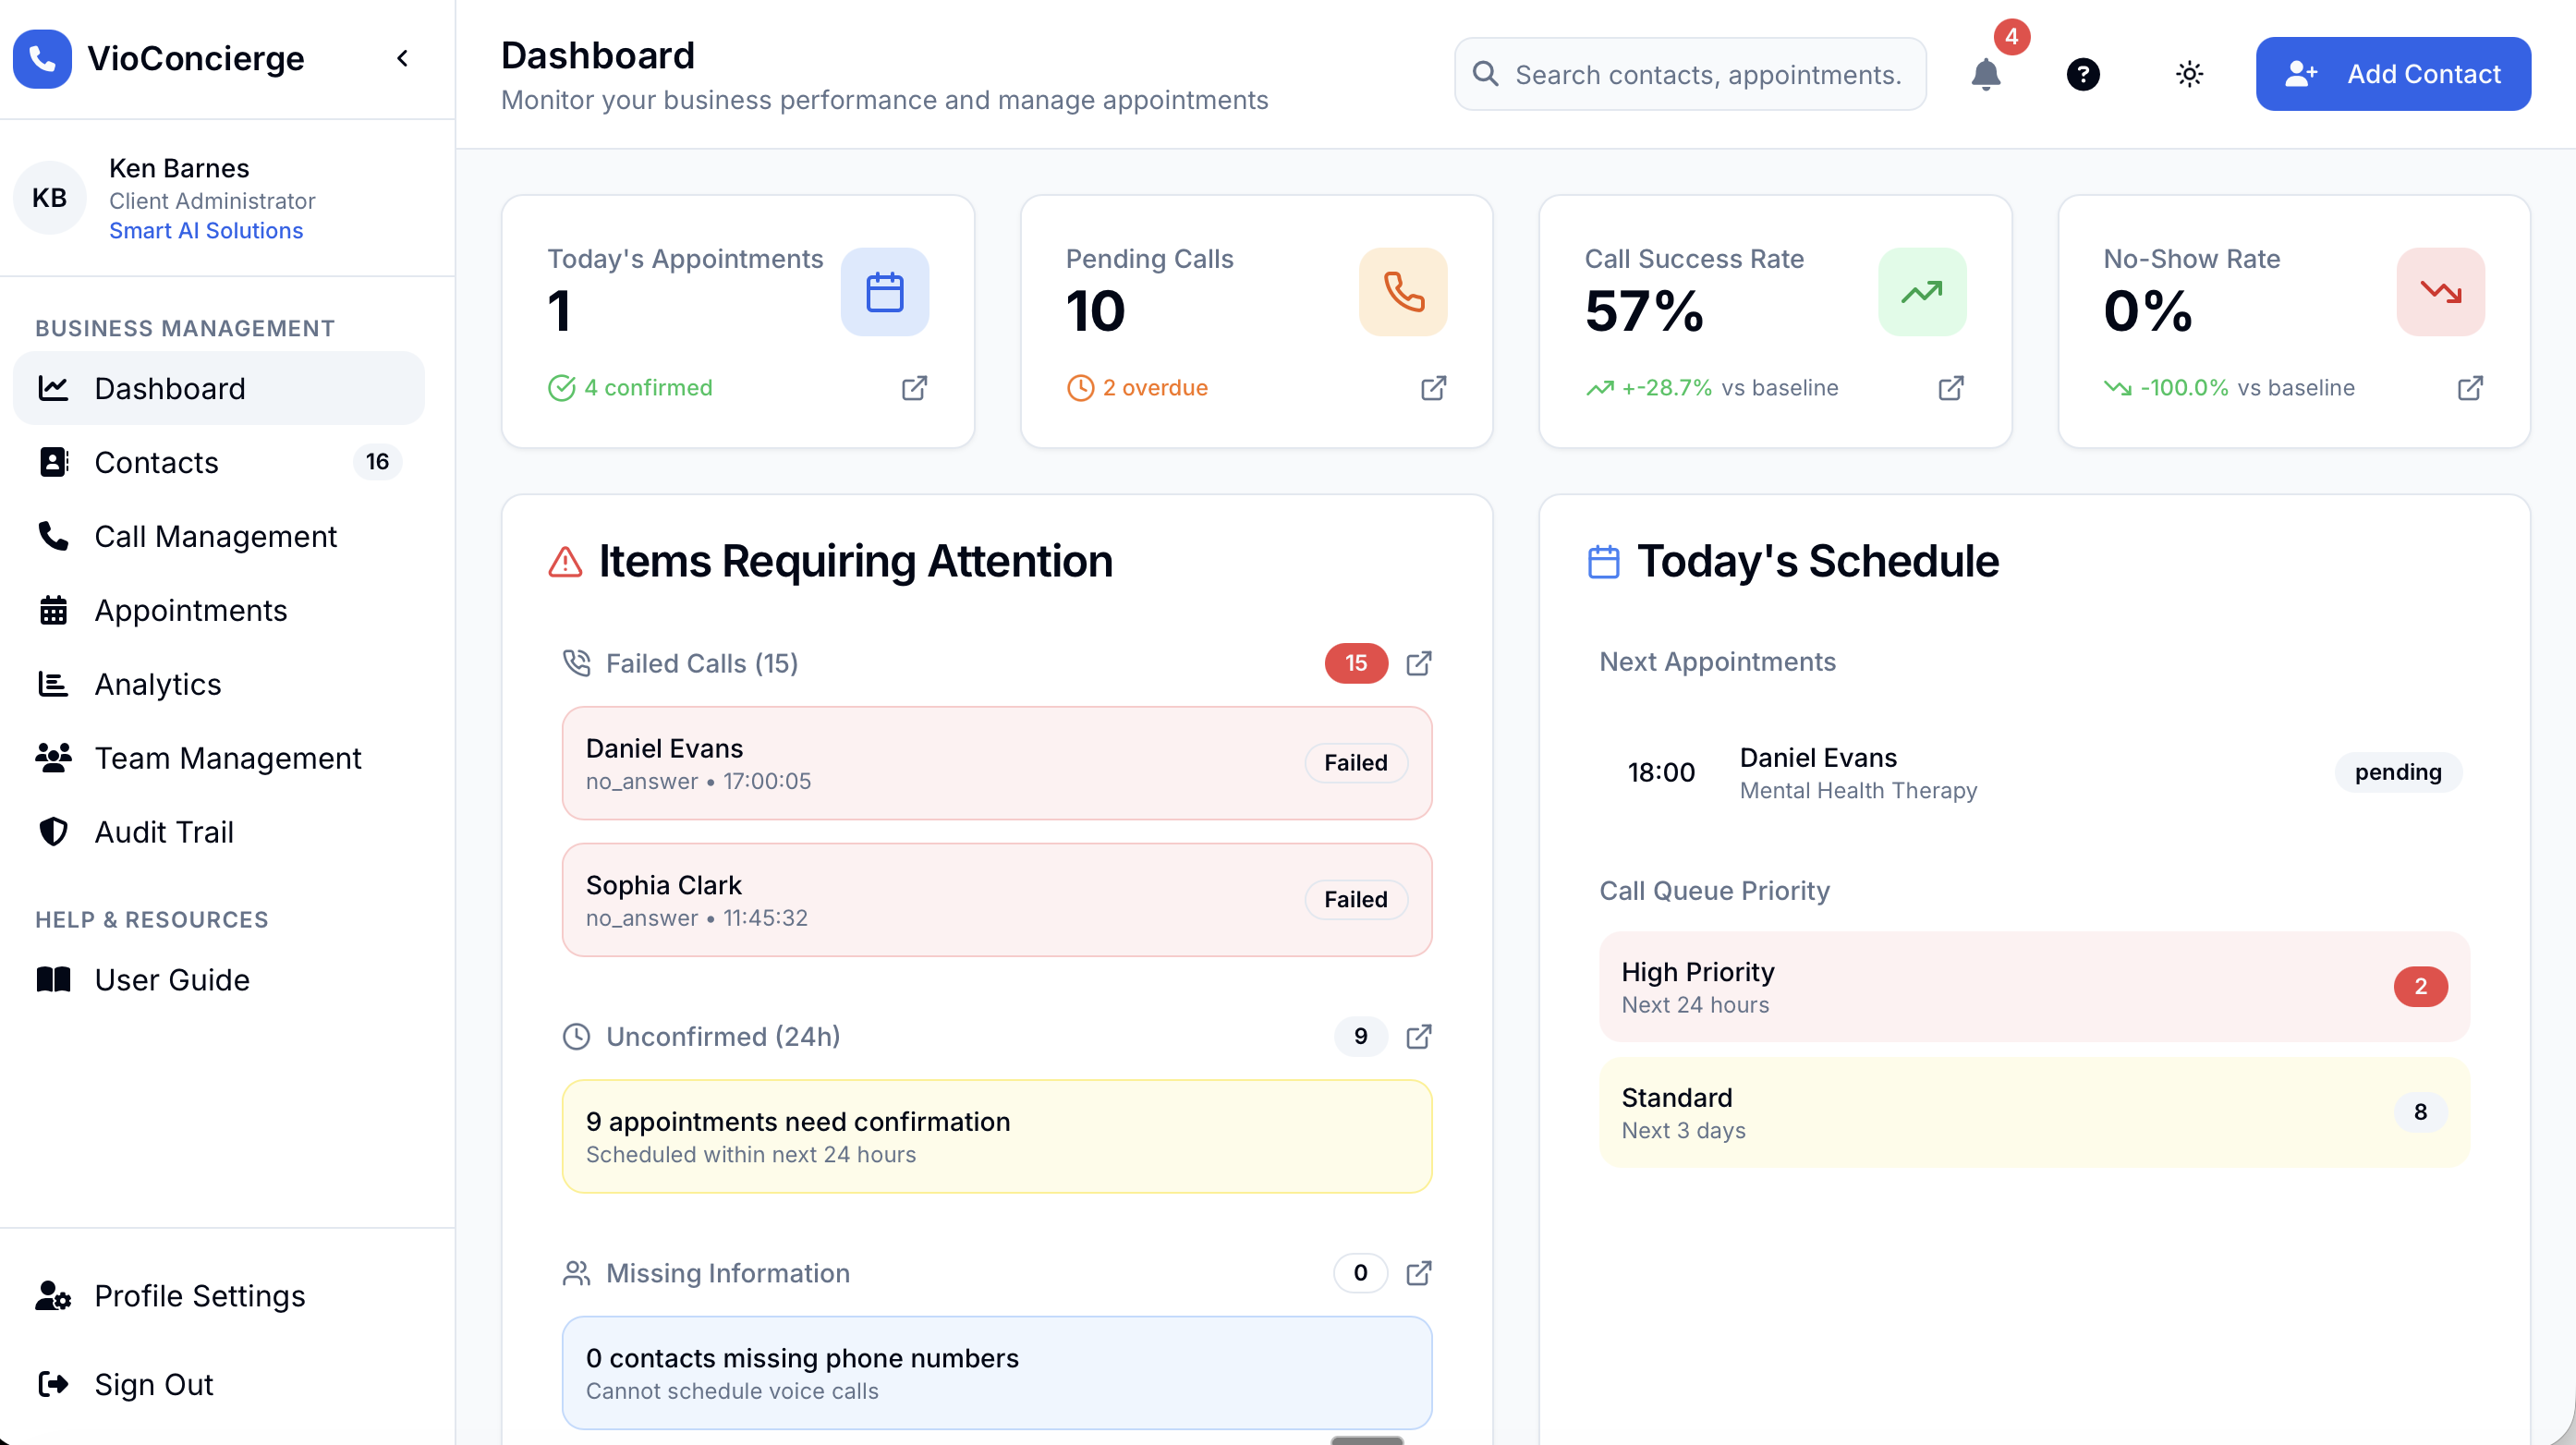 VioConcierge
KB
Ken Barnes
Client Administrator
Smart AI Solutions
BUSINESS MANAGEMENT
Dashboard
Contacts 16
Call Management
Appointments
Analytics
Team Management
Audit Trail
HELP & RESOURCES
User Guide
Profile Settings
Sign Out
Dashboard
Monitor your business performance and manage appointments
Search contacts, appointments.
4
?
Add Contact
Today's Appointments
1
4 confirmed
Pending Calls
10
2 overdue
Call Success Rate
57%
+-28.7% vs baseline
No-Show Rate
0%
-100.0% vs baseline
Items Requiring Attention
Failed Calls (15) 15
Daniel Evans
no_answer • 17:00:05
Failed
Sophia Clark
no_answer • 11:45:32
Failed
Unconfirmed (24h) 9
9 appointments need confirmation
Scheduled within next 24 hours
Missing Information 0
0 contacts missing phone numbers
Cannot schedule voice calls
Today's Schedule
Next Appointments
18:00
Daniel Evans
Mental Health Therapy
pending
Call Queue Priority
High Priority
Next 24 hours
2
Standard
Next 3 days
8